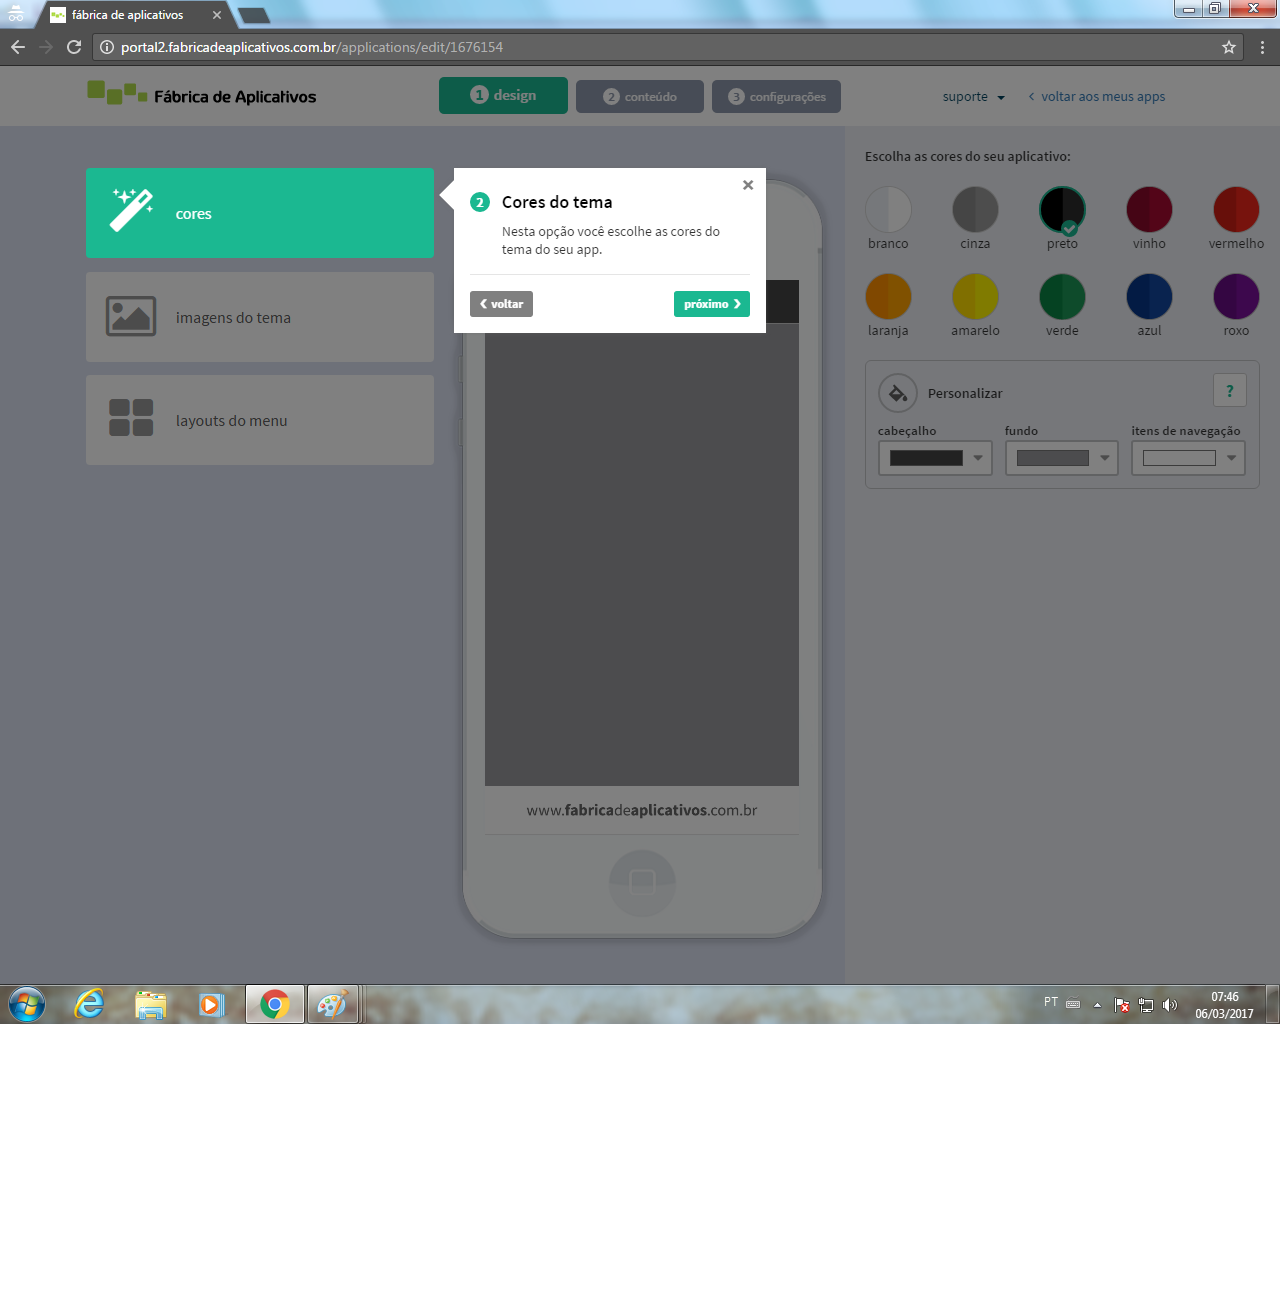 fábrica de aplicativos
portal2.fabricadeaplicativos.com.br/applications/edit/1676154
Fábrica de Aplicativos
1 design
2 conteúdo
3 configurações
suporte
voltar aos meus apps
cores
imagens do tema
layouts do menu
2 Cores do tema
Nesta opção você escolhe as cores do
tema do seu app.
voltar
próximo
www.fabricadeaplicativos.com.br
Escolha as cores do seu aplicativo:
branco cinza preto vinho vermelho
laranja amarelo verde azul roxo
Personalizar
?
cabeçalho fundo itens de navegação
PT
07:46
06/03/2017